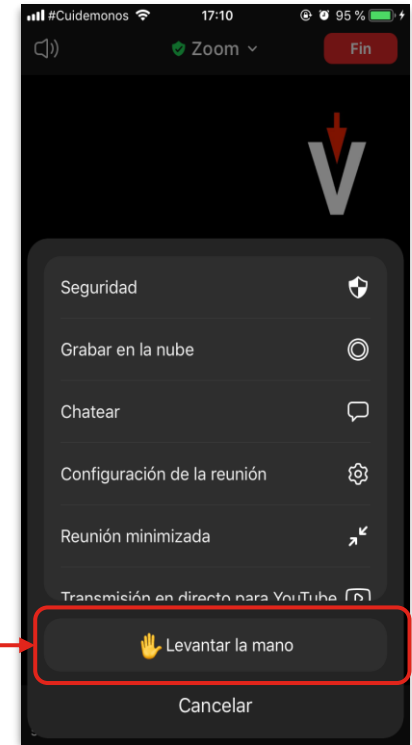 #Cuidemonos 17:10 95 %
Zoom Fin
V
Seguridad
Grabar en la nube
Chatear
Configuración de la reunión
Reunión minimizada
Transmisión en directo para YouTube
Levantar la mano
Cancelar